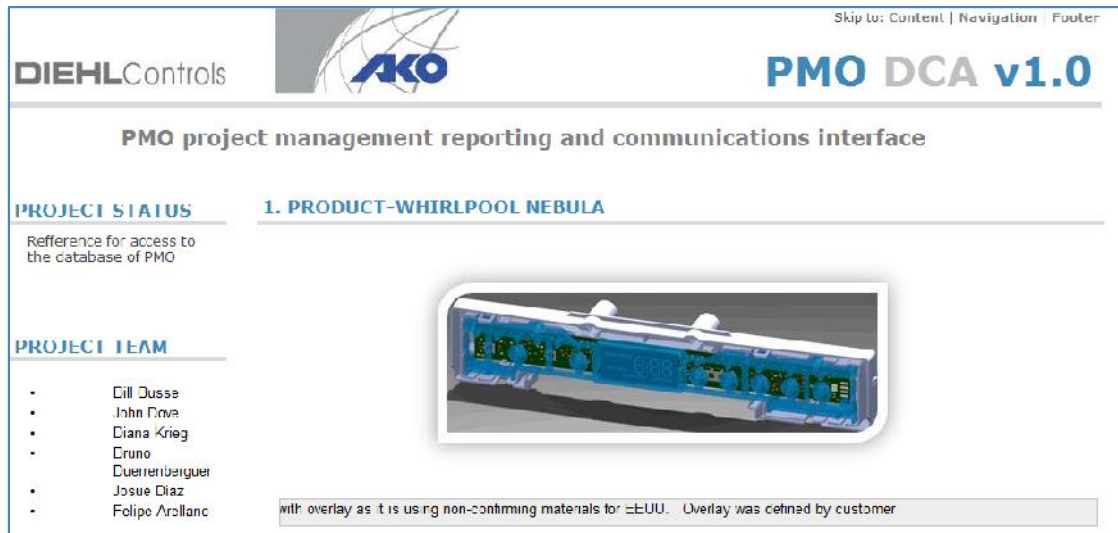 Skip to: Content | Navigation | Footer
DIEHLControls
AKO
PMO DCA v1.0
PMO project management reporting and communications interface
PROJECT STATUS
Refference for access to
the database of PMO
1. PRODUCT-WHIRLPOOL NEBULA
PROJECT TEAM
Bill Busse
John Dove
Diana Krieg
Bruno
Duerrenberguer
Josue Diaz
Felipe Arellano
with overlay as it is using non-confirming materials for EEUU. Overlay was defined by customer